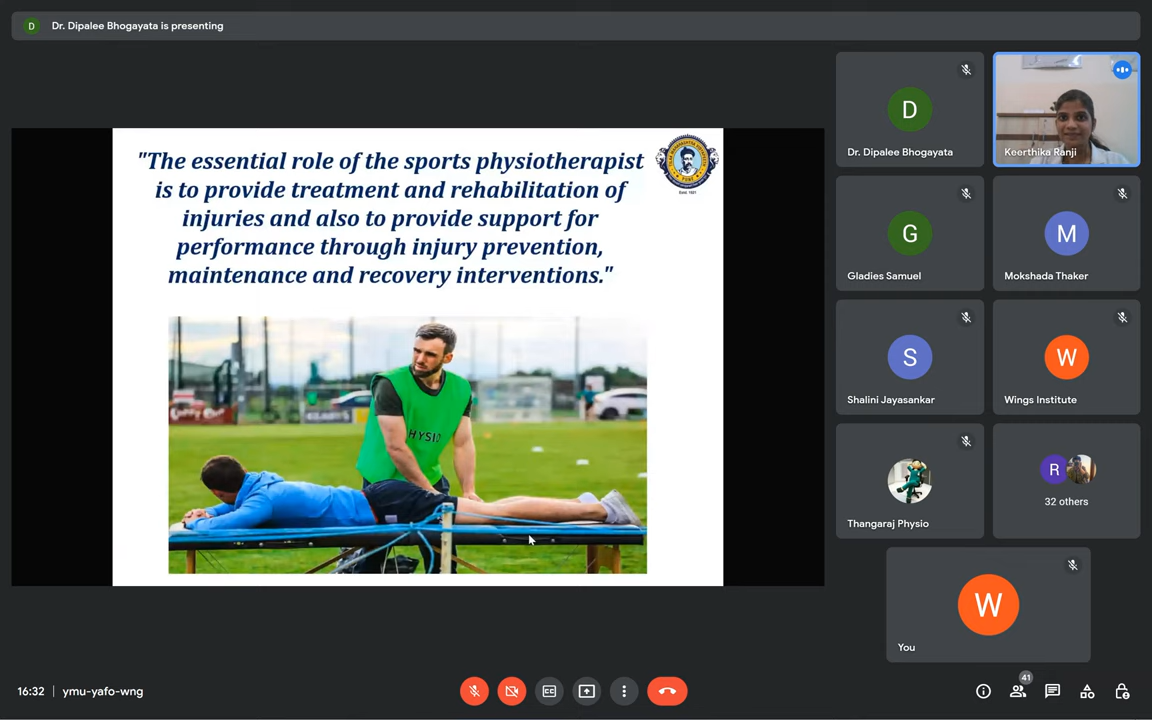 D
Dr. Dipalee Bhogayata is presenting
"The essential role of the sports physiotherapist
is to provide treatment and rehabilitation of
injuries and also to provide support for
performance through injury prevention,
maintenance and recovery interventions."
HYSIO
D
Dr. Dipalee Bhogayata
Keerthika Ranji
G
Gladies Samuel
M
Mokshada Thaker
S
Shalini Jayasankar
W
Wings Institute
Thangaraj Physio
R
32 others
W
You
16:32
ymu-yafo-wng
CC
41